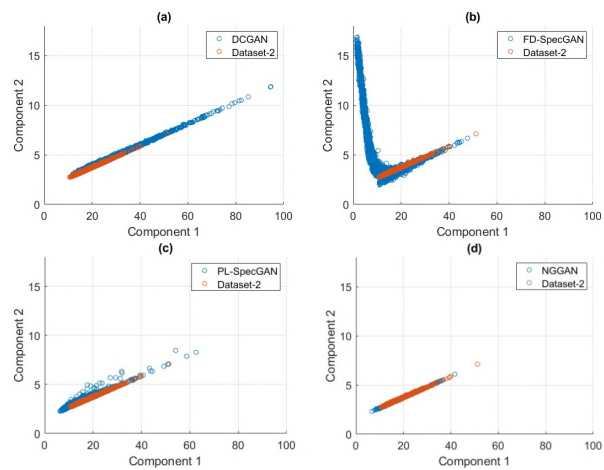 (a)
DCGAN
Dataset-2
Component 2
15
10
5
0
0 20 40 60 80 100
Component 1
(b)
FD-SpecGAN
Dataset-2
Component 2
15
10
5
0
0 20 40 60 80 100
Component 1
(c)
PL-SpecGAN
Dataset-2
Component 2
15
10
5
0
0 20 40 60 80 100
Component 1
(d)
NGGAN
Dataset-2
Component 2
15
10
5
0
0 20 40 60 80 100
Component 1